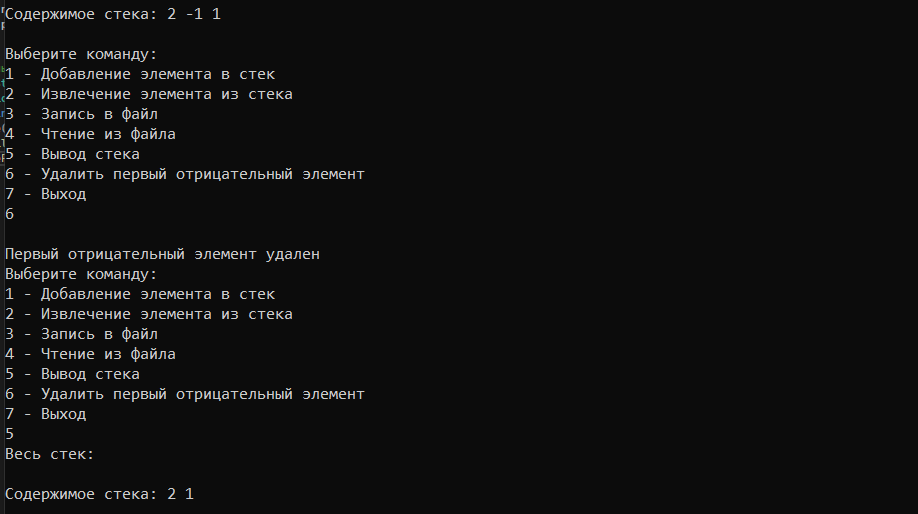 Содержимое стека: 2 -1 1
Выберите команду:
1 - Добавление элемента в стек
2 - Извлечение элемента из стека
3 - Запись в файл
4 - Чтение из файла
5 - Вывод стека
6 - Удалить первый отрицательный элемент
7 - Выход
6
Первый отрицательный элемент удален
Выберите команду:
1 - Добавление элемента в стек
2 - Извлечение элемента из стека
3 - Запись в файл
4 - Чтение из файла
5 - Вывод стека
6 - Удалить первый отрицательный элемент
7 - Выход
5
Весь стек:
Содержимое стека: 2 1